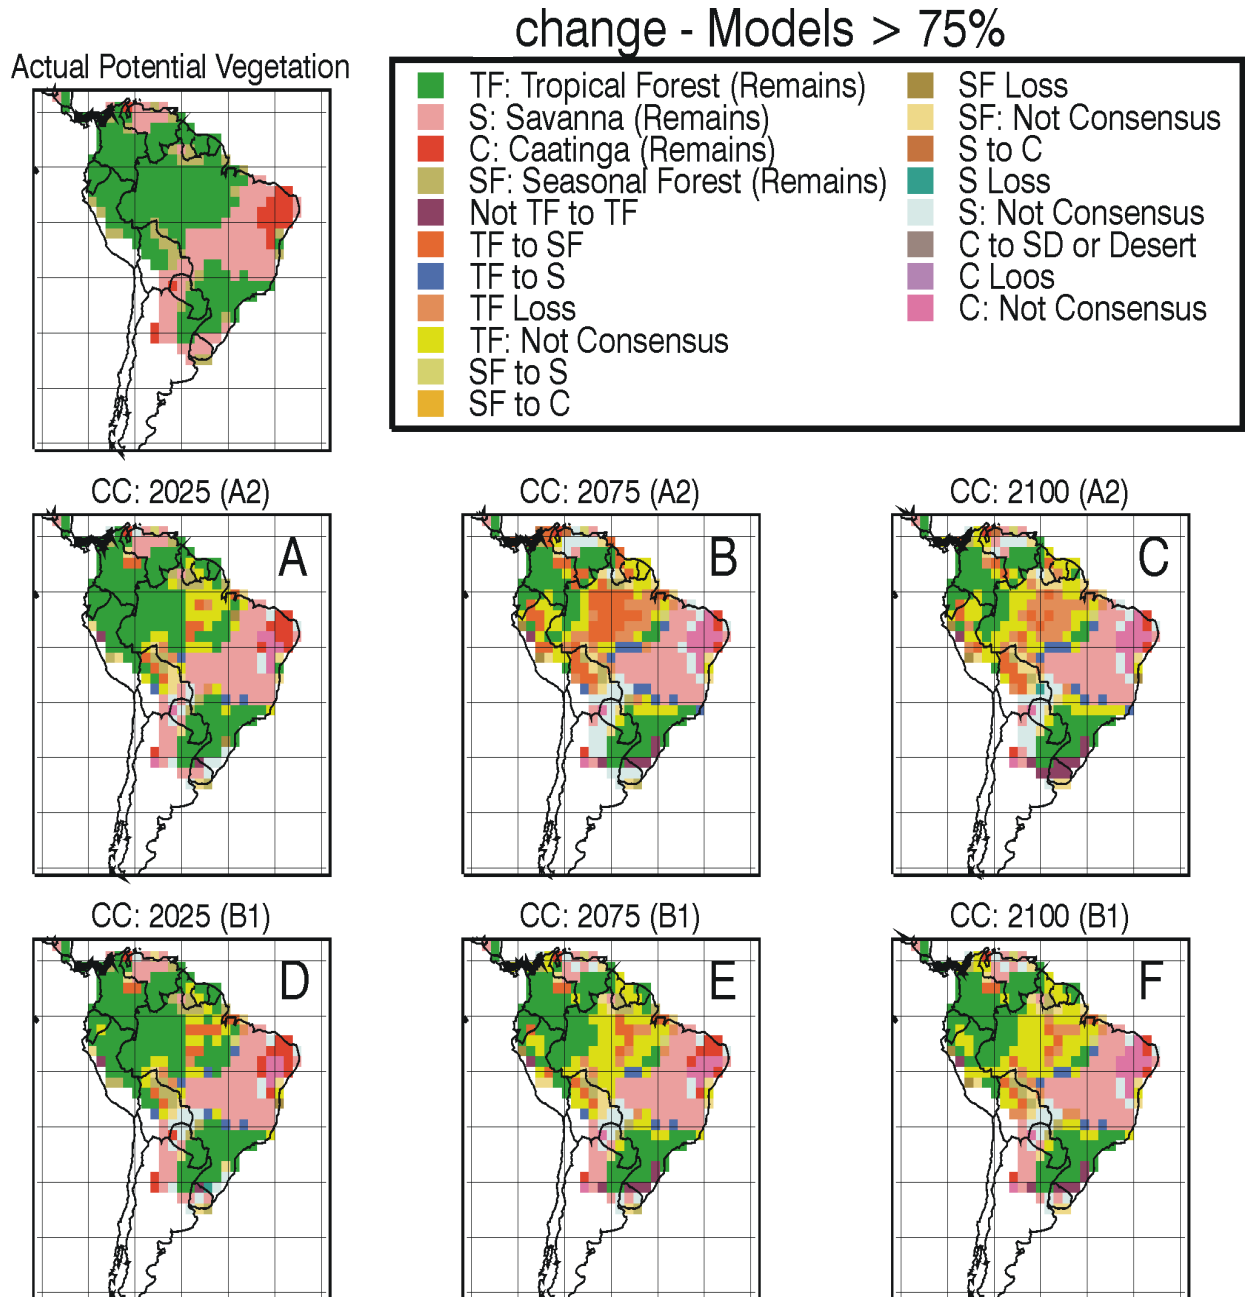 change - Models > 75%
Actual Potential Vegetation
TF: Tropical Forest (Remains)
S: Savanna (Remains)
C: Caatinga (Remains)
SF: Seasonal Forest (Remains)
Not TF to TF
TF to SF
TF to S
TF Loss
TF: Not Consensus
SF to S
SF to C
SF Loss
SF: Not Consensus
S to C
S Loss
S: Not Consensus
C to SD or Desert
C Loos
C: Not Consensus
CC: 2025 (A2)
A
CC: 2075 (A2)
B
CC: 2100 (A2)
C
CC: 2025 (B1)
D
CC: 2075 (B1)
E
CC: 2100 (B1)
F